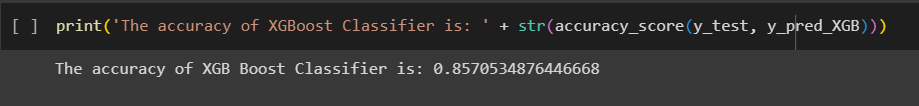 [ ] print('The accuracy of XGBoost Classifier is: ' + str(accuracy_score(y_test, y_pred_XGB)))
The accuracy of XGB Boost Classifier is: 0.8570534876446668